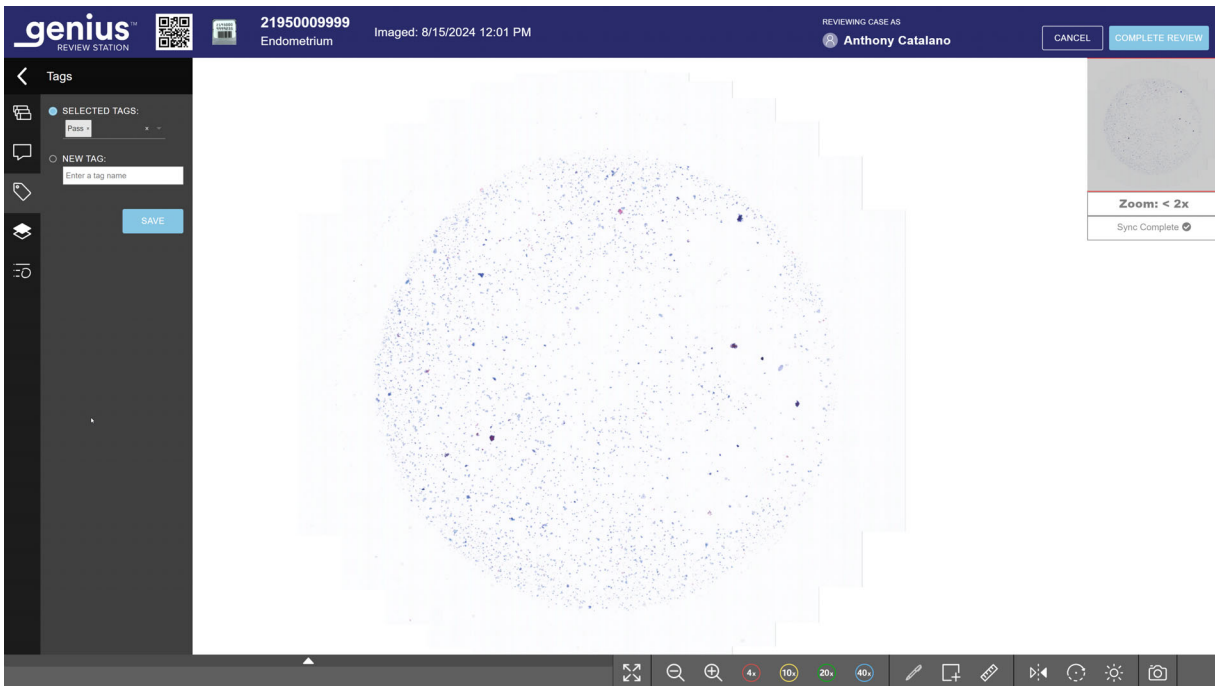 genius™
REVIEW STATION
21950009999
Endometrium
Imaged: 8/15/2024 12:01 PM
REVIEWING CASE AS
Anthony Catalano
CANCEL
COMPLETE REVIEW
Tags
SELECTED TAGS:
Pass ×
x
NEW TAG:
Enter a tag name
SAVE
Zoom: < 2x
Sync Complete
4x
10x
20x
40x